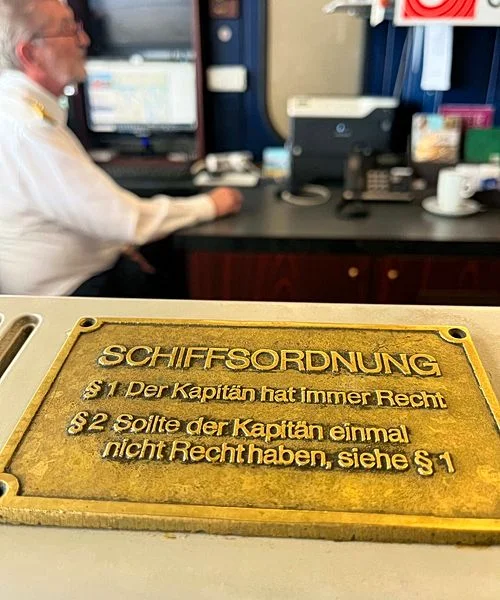 SCHIFFSORDNUNG
§ 1 Der Kapitän hat immer Recht
§ 2 Sollte der Kapitän einmal
nicht Recht haben, siehe § 1